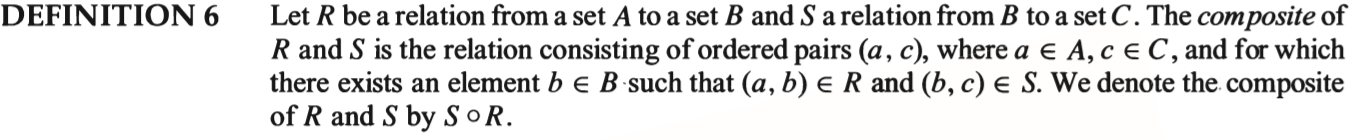 DEFINITION 6 Let R be a relation from a set A to a set B and S a relation from B to a set C. The composite of
R and S is the relation consisting of ordered pairs (a, c), where a ∈ A, c ∈ C, and for which
there exists an element b ∈ B such that (a, b) ∈ R and (b, c) ∈ S. We denote the composite
of R and S by S ∘ R.